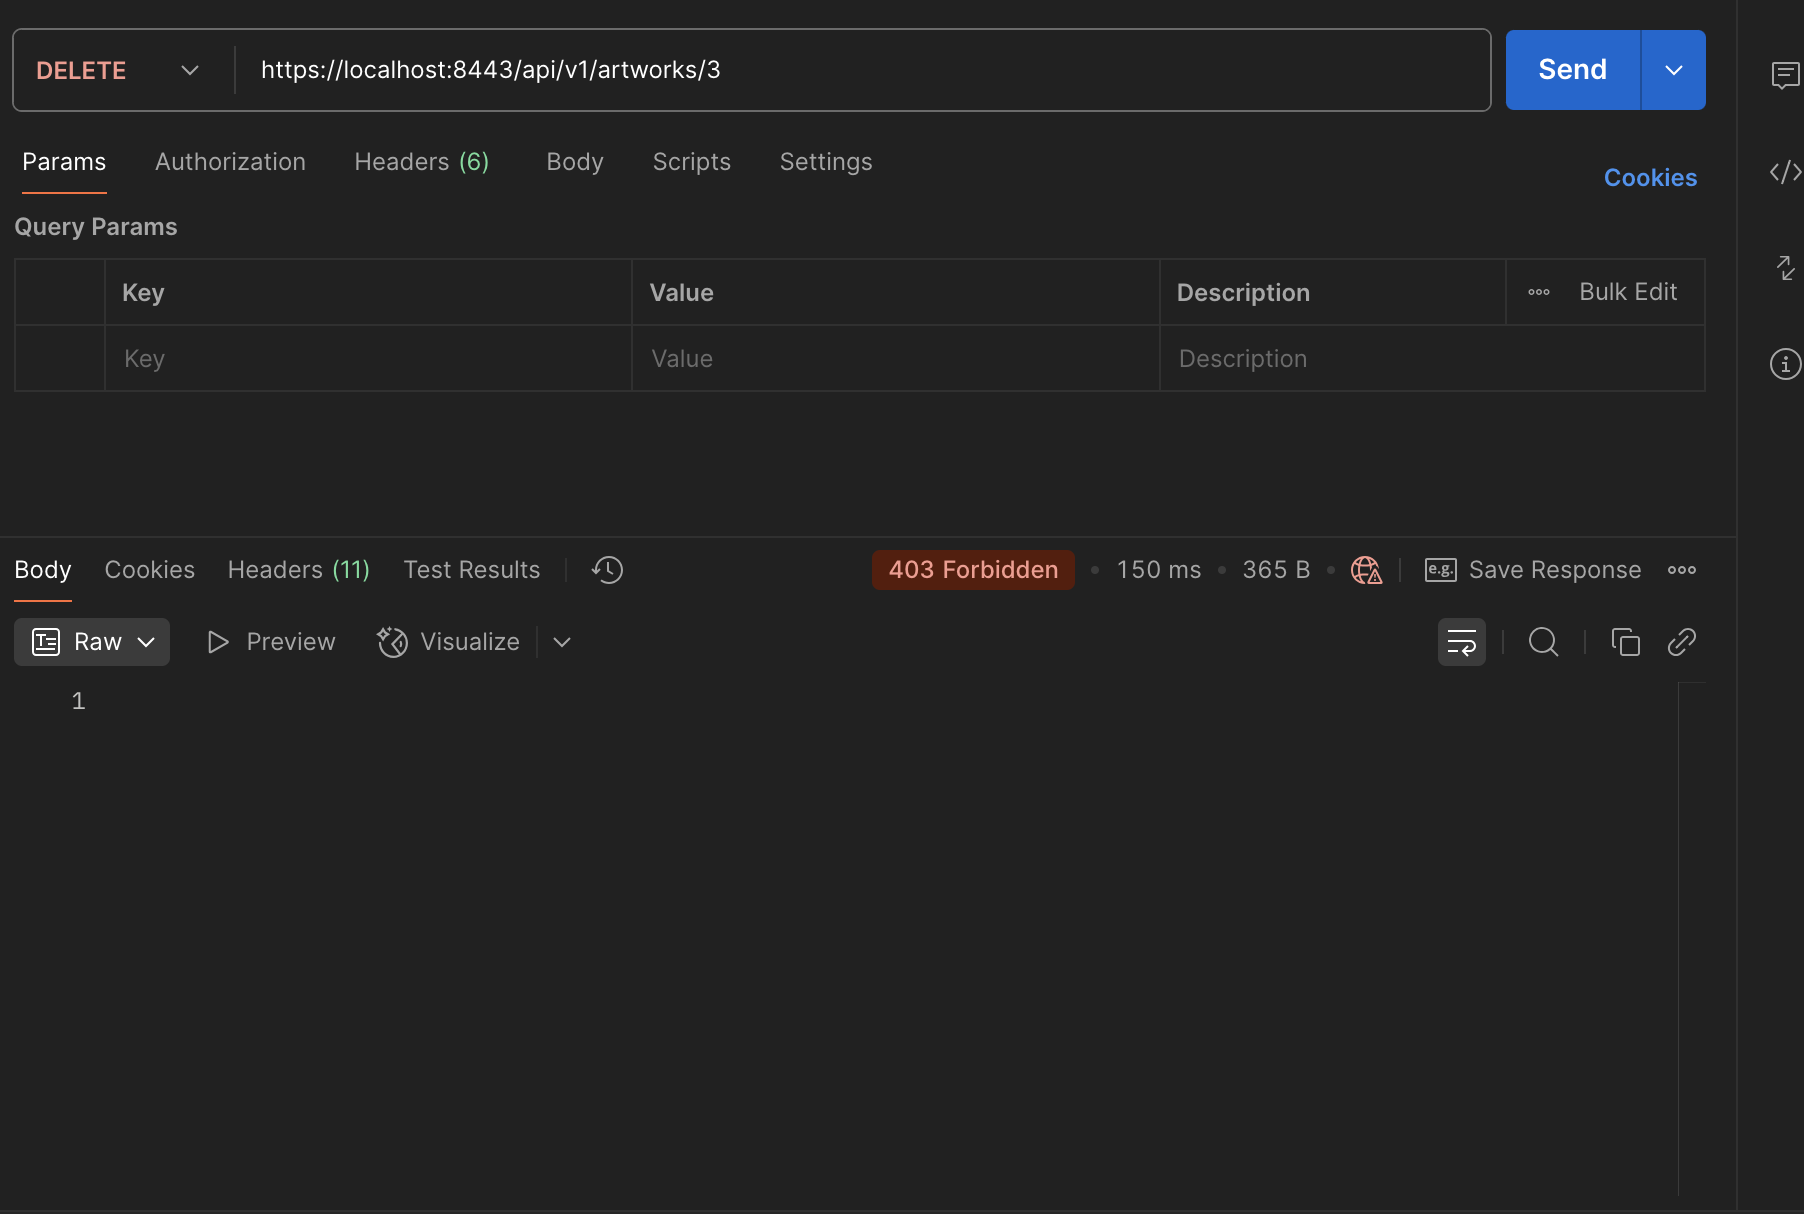 DELETE https://localhost:8443/api/v1/artworks/3 Send
Params Authorization Headers (6) Body Scripts Settings
Cookies
Query Params
Key Value Description Bulk Edit
Key Value Description
Body Cookies Headers (11) Test Results 403 Forbidden 150 ms 365 B e.g. Save Response
Raw Preview Visualize
1